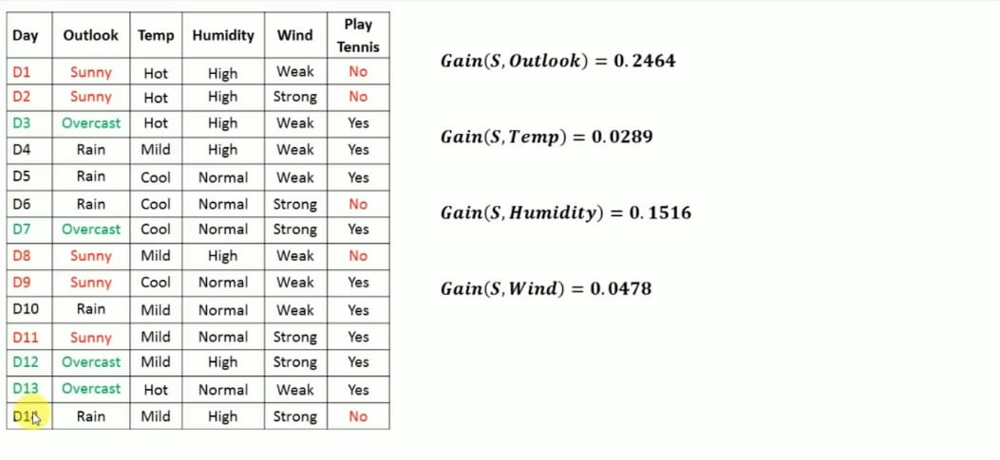 Day Outlook Temp Humidity Wind Play Tennis
D1 Sunny Hot High Weak No
D2 Sunny Hot High Strong No
D3 Overcast Hot High Weak Yes
D4 Rain Mild High Weak Yes
D5 Rain Cool Normal Weak Yes
D6 Rain Cool Normal Strong No
D7 Overcast Cool Normal Strong Yes
D8 Sunny Mild High Weak No
D9 Sunny Cool Normal Weak Yes
D10 Rain Mild Normal Weak Yes
D11 Sunny Mild Normal Strong Yes
D12 Overcast Mild High Strong Yes
D13 Overcast Hot Normal Weak Yes
Rain Mild High Strong No
Gain(S, Outlook) = 0.2464
Gain(S, Temp) = 0.0289
Gain(S, Humidity) = 0.1516
Gain(S, Wind) = 0.0478